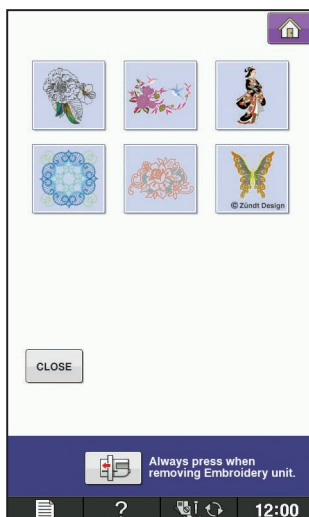 © Zündt Design
CLOSE
Always press when
removing Embroidery unit.
?
12:00